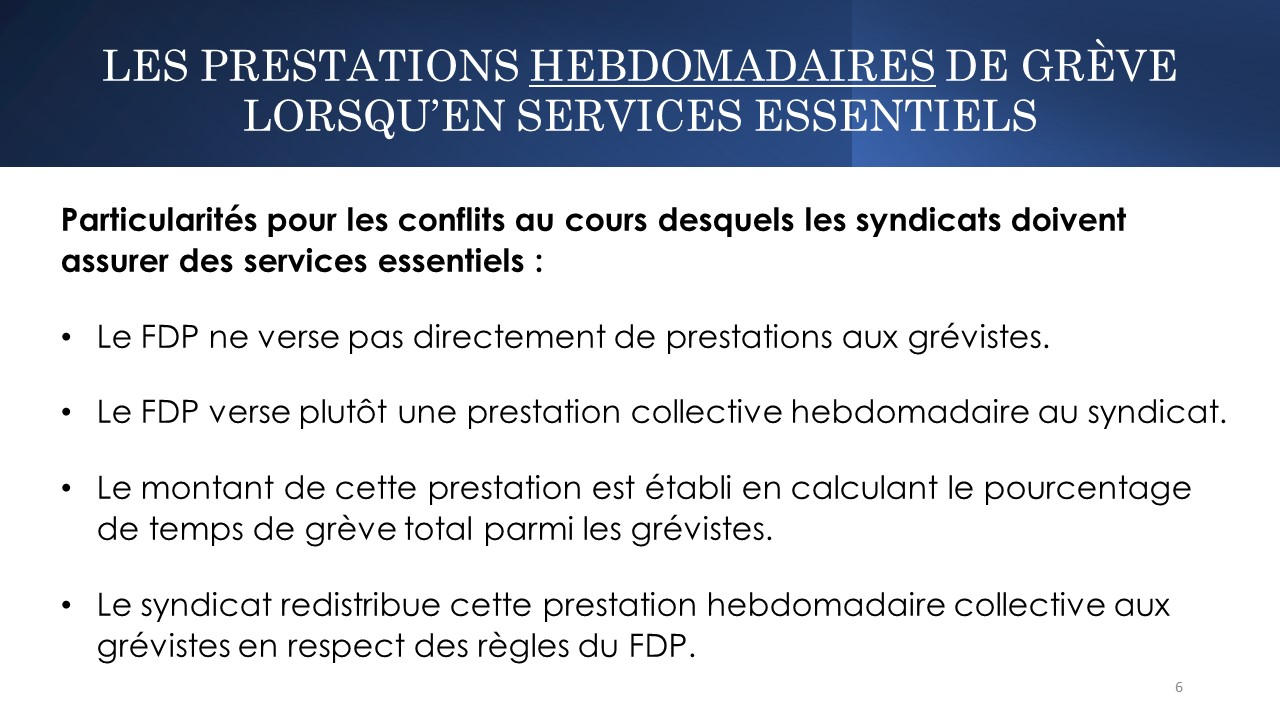 LES PRESTATIONS HEBDOMADAIRES DE GRÈVE
LORSQU’EN SERVICES ESSENTIELS
Particularités pour les conflits au cours desquels les syndicats doivent
assurer des services essentiels :
• Le FDP ne verse pas directement de prestations aux grévistes.
• Le FDP verse plutôt une prestation collective hebdomadaire au syndicat.
• Le montant de cette prestation est établi en calculant le pourcentage
de temps de grève total parmi les grévistes.
• Le syndicat redistribue cette prestation hebdomadaire collective aux
grévistes en respect des règles du FDP.
6